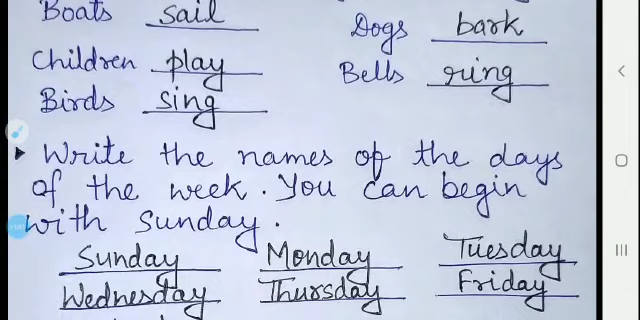 Boats sail
Dogs bark
Children play
Bells ring
Birds sing
Write the names of the days
of the week. You can begin
with Sunday.
Sunday Monday Tuesday
Wednesday Thursday Friday